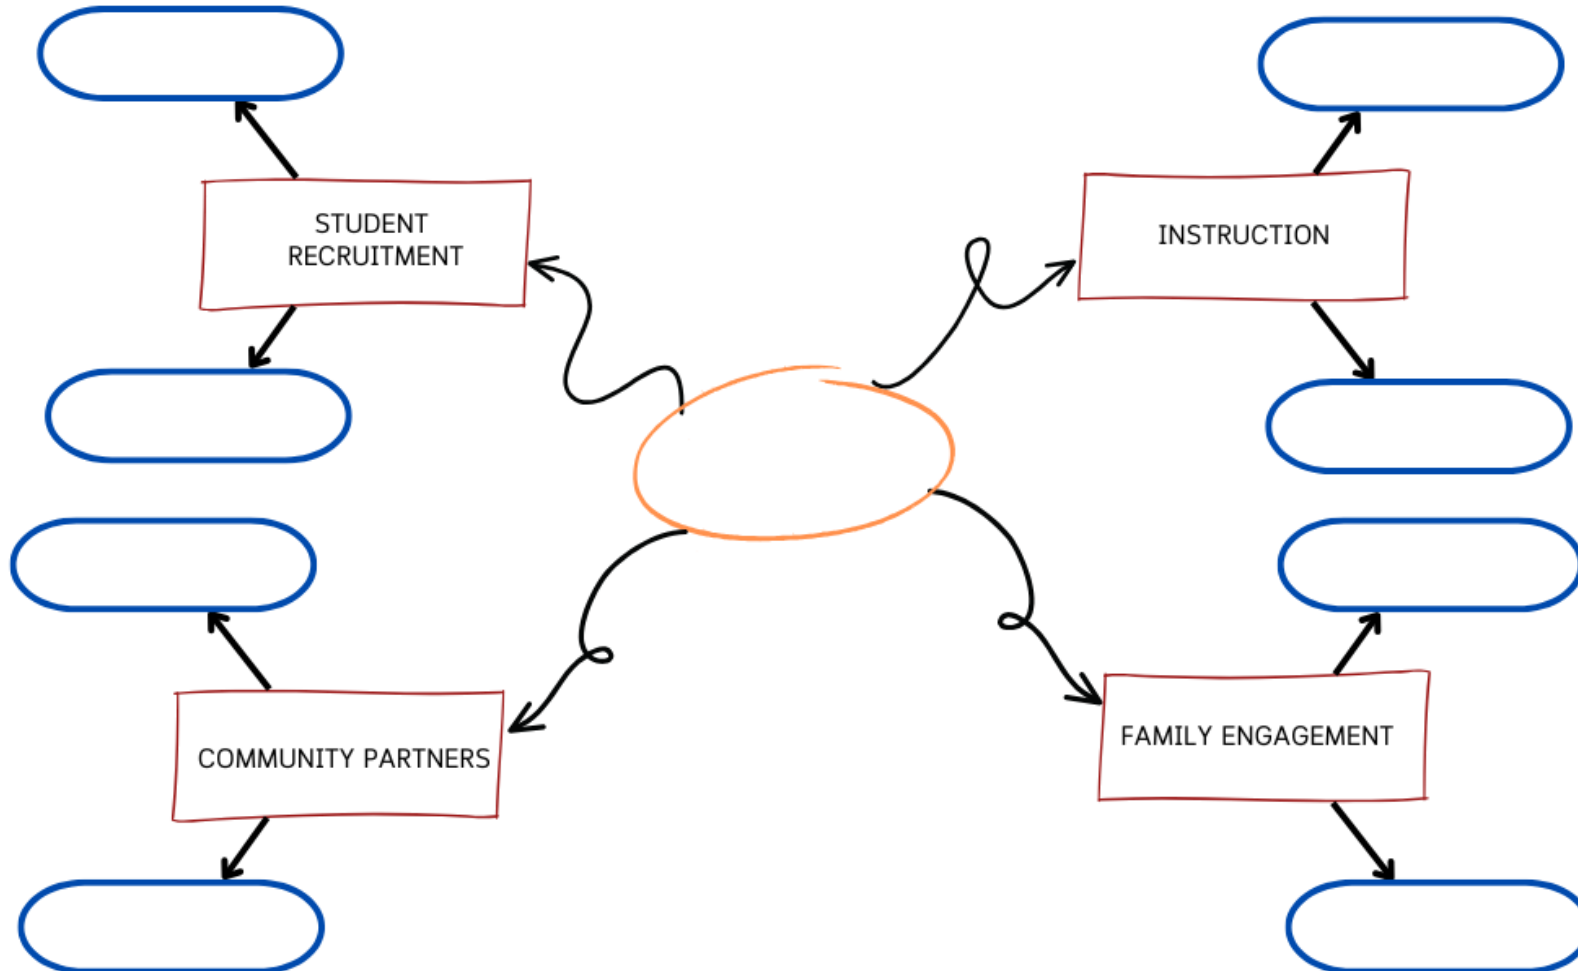 STUDENT
RECRUITMENT
INSTRUCTION
COMMUNITY PARTNERS
FAMILY ENGAGEMENT